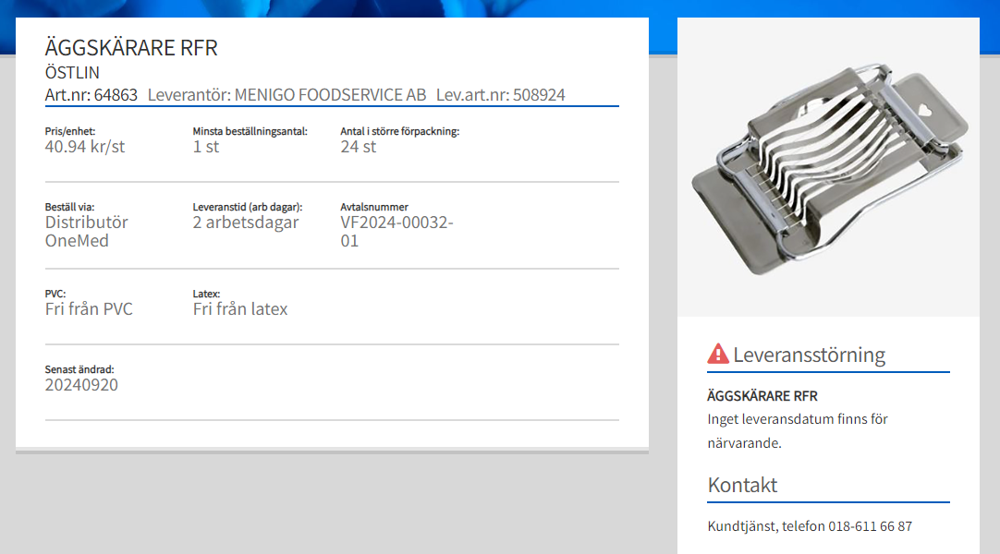 ÄGGSKÄRARE RFR
ÖSTLIN
Art.nr: 64863 Leverantör: MENIGO FOODSERVICE AB Lev.art.nr: 508924
Pris/enhet: Minsta beställningsantal: Antal i större förpackning:
40.94 kr/st 1 st 24 st
Beställ via: Leveranstid (arb dagar): Avtalsnummer
Distributör 2 arbetsdagar VF2024-00032-
OneMed 01
PVC: Latex:
Fri från PVC Fri från latex
Senast ändrad:
20240920
Leveransstörning
ÄGGSKÄRARE RFR
Inget leveransdatum finns för
närvarande.
Kontakt
Kundtjänst, telefon 018-611 66 87